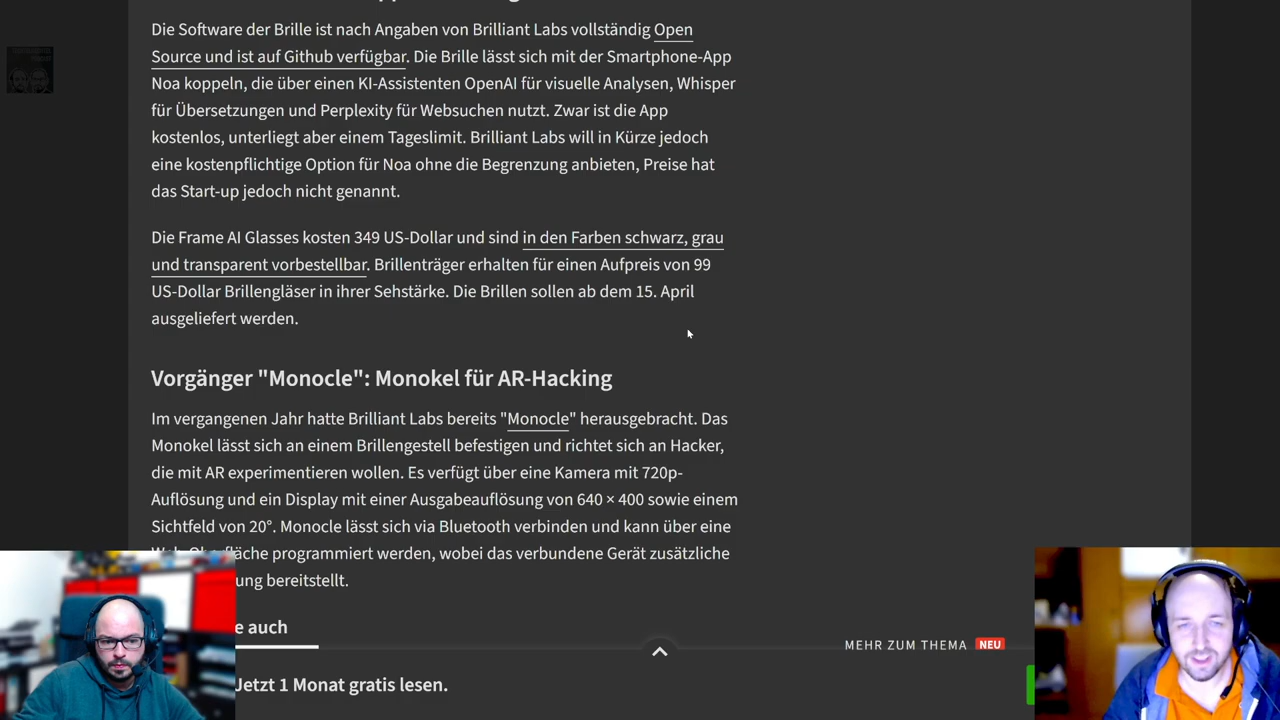 Die Software der Brille ist nach Angaben von Brilliant Labs vollständig Open
Source und ist auf Github verfügbar. Die Brille lässt sich mit der Smartphone-App
Noa koppeln, die über einen KI-Assistenten OpenAI für visuelle Analysen, Whisper
für Übersetzungen und Perplexity für Websuchen nutzt. Zwar ist die App
kostenlos, unterliegt aber einem Tageslimit. Brilliant Labs will in Kürze jedoch
eine kostenpflichtige Option für Noa ohne die Begrenzung anbieten, Preise hat
das Start-up jedoch nicht genannt.
Die Frame AI Glasses kosten 349 US-Dollar und sind in den Farben schwarz, grau
und transparent vorbestellbar. Brillenträger erhalten für einen Aufpreis von 99
US-Dollar Brillengläser in ihrer Sehstärke. Die Brillen sollen ab dem 15. April
ausgeliefert werden.
Vorgänger "Monocle": Monokel für AR-Hacking
Im vergangenen Jahr hatte Brilliant Labs bereits "Monocle" herausgebracht. Das
Monokel lässt sich an einem Brillengestell befestigen und richtet sich an Hacker,
die mit AR experimentieren wollen. Es verfügt über eine Kamera mit 720p-
Auflösung und ein Display mit einer Ausgabeauflösung von 640 × 400 sowie einem
Sichtfeld von 20°. Monocle lässt sich via Bluetooth verbinden und kann über eine
fläche programmiert werden, wobei das verbundene Gerät zusätzliche
ung bereitstellt.
e auch
MEHR ZUM THEMA NEU
Jetzt 1 Monat gratis lesen.